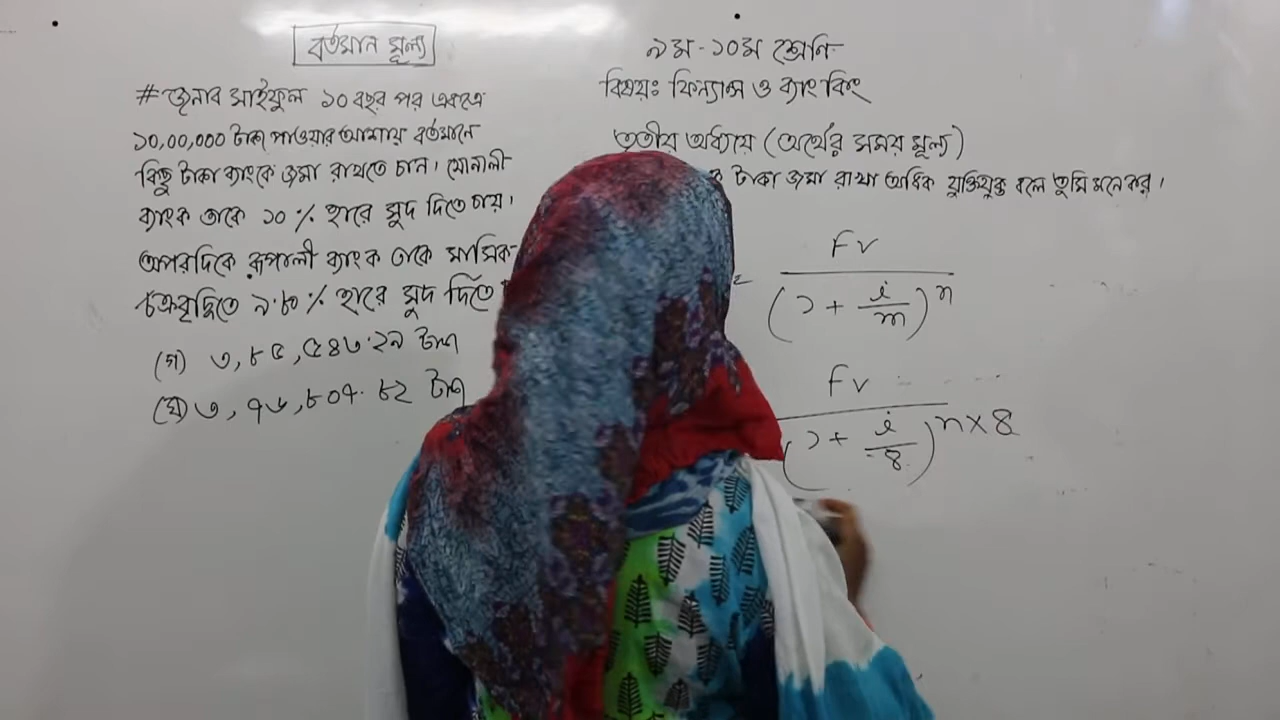 বর্তমান মূল্য
# জনাব সাইফুল ১০ বছর পর একত্রে
১০,০০,০০০ টাকা পাওয়ার আশায় বর্তমানে
কিছু টাকা ব্যাংকে জমা রাখতে চান। সোনালী
ব্যাংক তাকে ১০% হারে সুদ দিতে চায়।
অপরদিকে রূপালী ব্যাংক তাকে মাসিক
চক্রবৃদ্ধিতে ৯.৮০% হারে সুদ দিতে
(গ) ৩,৮৫,৫৪৩.২৯ টাকা
(ঘ) ৩,৭৬,৮০৭.৮২ টাকা
৯ম-১০ম শ্রেণি
বিষয়ঃ ফিন্যান্স ও ব্যাংকিং
তৃতীয় অধ্যায় (অর্থের সময় মূল্য)
টাকা জমা রাখা অধিক যুক্তিযুক্ত বলে তুমি মনে কর।
FV
(১ + i/m)^n
FV
(১ + i/৪)^n×৪